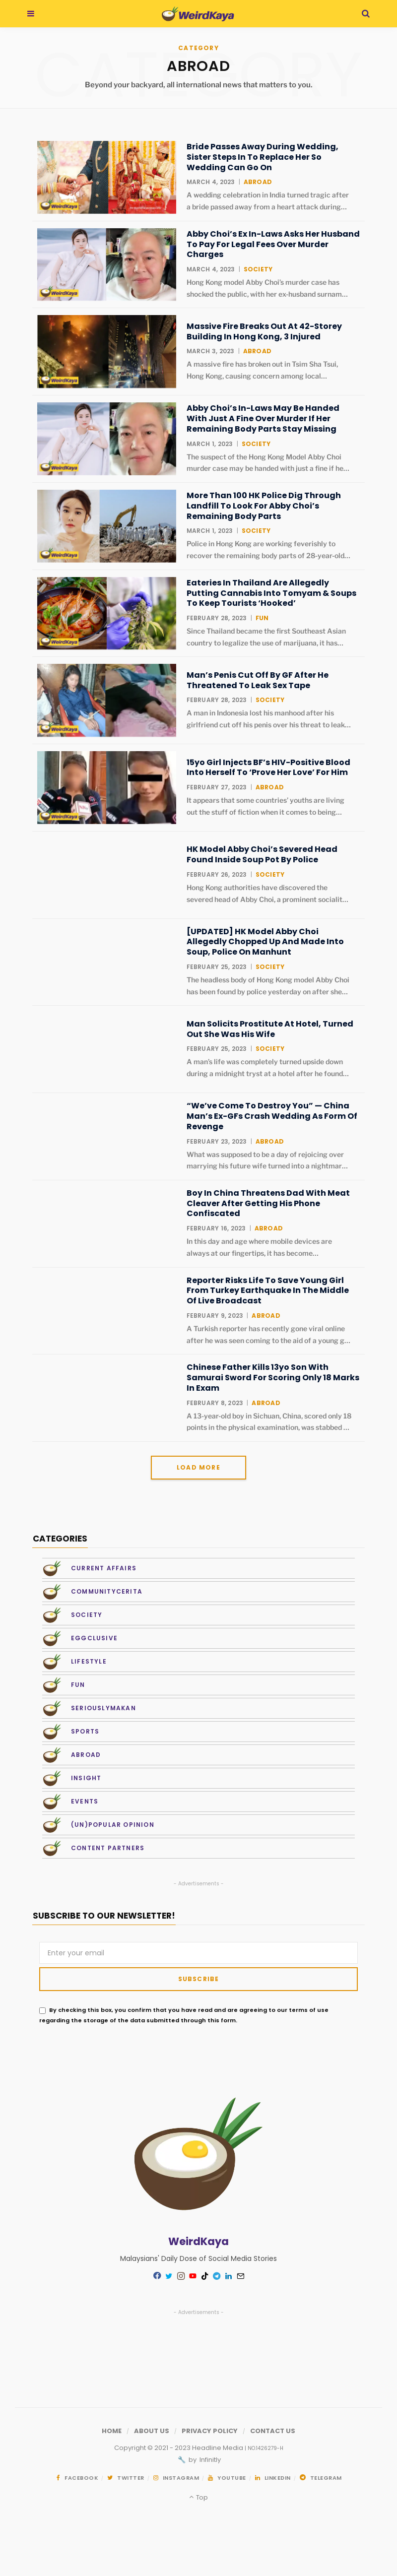 WeirdKaya
CATEGORY
CATEGORY
ABROAD
Beyond your backyard, all international news that matters to you.
WeirdKaya
Bride Passes Away During Wedding,
Sister Steps In To Replace Her So
Wedding Can Go On
MARCH 4, 2023 | ABROAD
A wedding celebration in India turned tragic after
a bride passed away from a heart attack during...
WeirdKaya
Abby Choi's Ex In-Laws Asks Her Husband
To Pay For Legal Fees Over Murder
Charges
MARCH 4, 2023 | SOCIETY
Hong Kong model Abby Choi's murder case has
shocked the public, with her ex-husband surnam...
WeirdKaya
Massive Fire Breaks Out At 42-Storey
Building In Hong Kong, 3 Injured
MARCH 3, 2023 | ABROAD
A massive fire has broken out in Tsim Sha Tsui,
Hong Kong, causing concern among local...
WeirdKaya
Abby Choi's In-Laws May Be Handed
With Just A Fine Over Murder If Her
Remaining Body Parts Stay Missing
MARCH 1, 2023 | SOCIETY
The suspect of the Hong Kong Model Abby Choi
murder case may be handed with just a fine if he...
WeirdKaya
More Than 100 HK Police Dig Through
Landfill To Look For Abby Choi's
Remaining Body Parts
MARCH 1, 2023 | SOCIETY
Police in Hong Kong are working feverishly to
recover the remaining body parts of 28-year-old...
WeirdKaya
Eateries In Thailand Are Allegedly
Putting Cannabis Into Tomyam & Soups
To Keep Tourists 'Hooked'
FEBRUARY 28, 2023 | FUN
Since Thailand became the first Southeast Asian
country to legalize the use of marijuana, it has...
WeirdKaya
Man's Penis Cut Off By GF After He
Threatened To Leak Sex Tape
FEBRUARY 28, 2023 | SOCIETY
A man in Indonesia lost his manhood after his
girlfriend cut off his penis over his threat to leak...
WeirdKaya
15yo Girl Injects BF's HIV-Positive Blood
Into Herself To 'Prove Her Love' For Him
FEBRUARY 27, 2023 | ABROAD
It appears that some countries' youths are living
out the stuff of fiction when it comes to being...
HK Model Abby Choi's Severed Head
Found Inside Soup Pot By Police
FEBRUARY 26, 2023 | SOCIETY
Hong Kong authorities have discovered the
severed head of Abby Choi, a prominent socialit...
[UPDATED] HK Model Abby Choi
Allegedly Chopped Up And Made Into
Soup, Police On Manhunt
FEBRUARY 25, 2023 | SOCIETY
The headless body of Hong Kong model Abby Choi
has been found by police yesterday on after she...
Man Solicits Prostitute At Hotel, Turned
Out She Was His Wife
FEBRUARY 25, 2023 | SOCIETY
A man's life was completely turned upside down
during a midnight tryst at a hotel after he found...
"We've Come To Destroy You" — China
Man's Ex-GFs Crash Wedding As Form Of
Revenge
FEBRUARY 23, 2023 | ABROAD
What was supposed to be a day of rejoicing over
marrying his future wife turned into a nightmar...
Boy In China Threatens Dad With Meat
Cleaver After Getting His Phone
Confiscated
FEBRUARY 16, 2023 | ABROAD
In this day and age where mobile devices are
always at our fingertips, it has become...
Reporter Risks Life To Save Young Girl
From Turkey Earthquake In The Middle
Of Live Broadcast
FEBRUARY 9, 2023 | ABROAD
A Turkish reporter has recently gone viral online
after he was seen coming to the aid of a young g...
Chinese Father Kills 13yo Son With
Samurai Sword For Scoring Only 18 Marks
In Exam
FEBRUARY 8, 2023 | ABROAD
A 13-year-old boy in Sichuan, China, scored only 18
points in the physical examination, was stabbed ...
LOAD MORE
CATEGORIES
CURRENT AFFAIRS
COMMUNITYCERITA
SOCIETY
EGGCLUSIVE
LIFESTYLE
FUN
SERIOUSLYMAKAN
SPORTS
ABROAD
INSIGHT
EVENTS
(UN)POPULAR OPINION
CONTENT PARTNERS
- Advertisements -
SUBSCRIBE TO OUR NEWSLETTER!
Enter your email
SUBSCRIBE
By checking this box, you confirm that you have read and are agreeing to our terms of use
regarding the storage of the data submitted through this form.
WeirdKaya
Malaysians' Daily Dose of Social Media Stories
- Advertisements -
HOME / ABOUT US / PRIVACY POLICY / CONTACT US
Copyright © 2021 - 2023 Headline Media | NO.1426279-H
by Infinitly
FACEBOOK / TWITTER / INSTAGRAM / YOUTUBE / LINKEDIN / TELEGRAM
Top